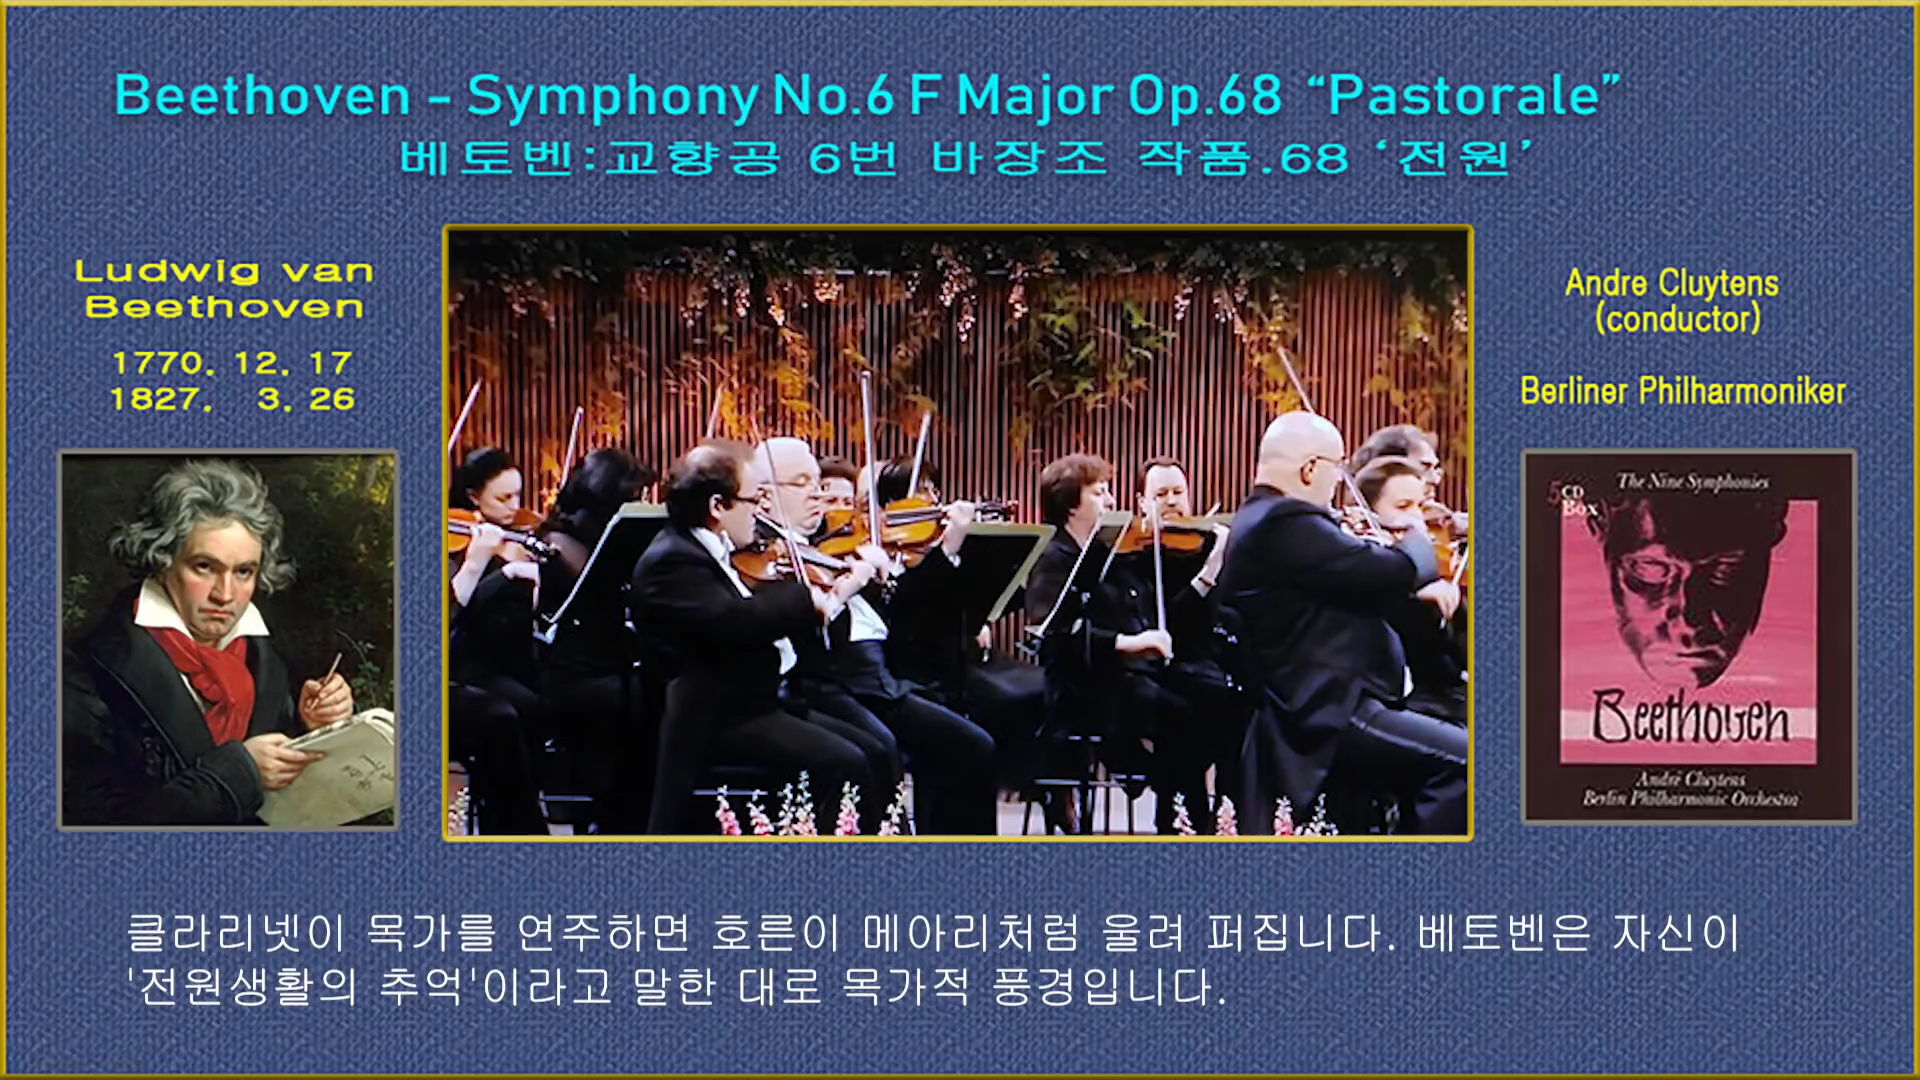 Beethoven - Symphony No.6 F Major Op.68 “Pastorale”
베토벤:교향공 6번 바장조 작품.68 ‘전원’
Ludwig van
Beethoven
1770. 12. 17
1827. 3. 26
Andre Cluytens
(conductor)
Berliner Philharmoniker
The Nine Symphonies
5CD
Box
Beethoven
André Cluytens
Berlin Philharmonic Orchestra
클라리넷이 목가를 연주하면 호른이 메아리처럼 울려 퍼집니다. 베토벤은 자신이
'전원생활의 추억'이라고 말한 대로 목가적 풍경입니다.